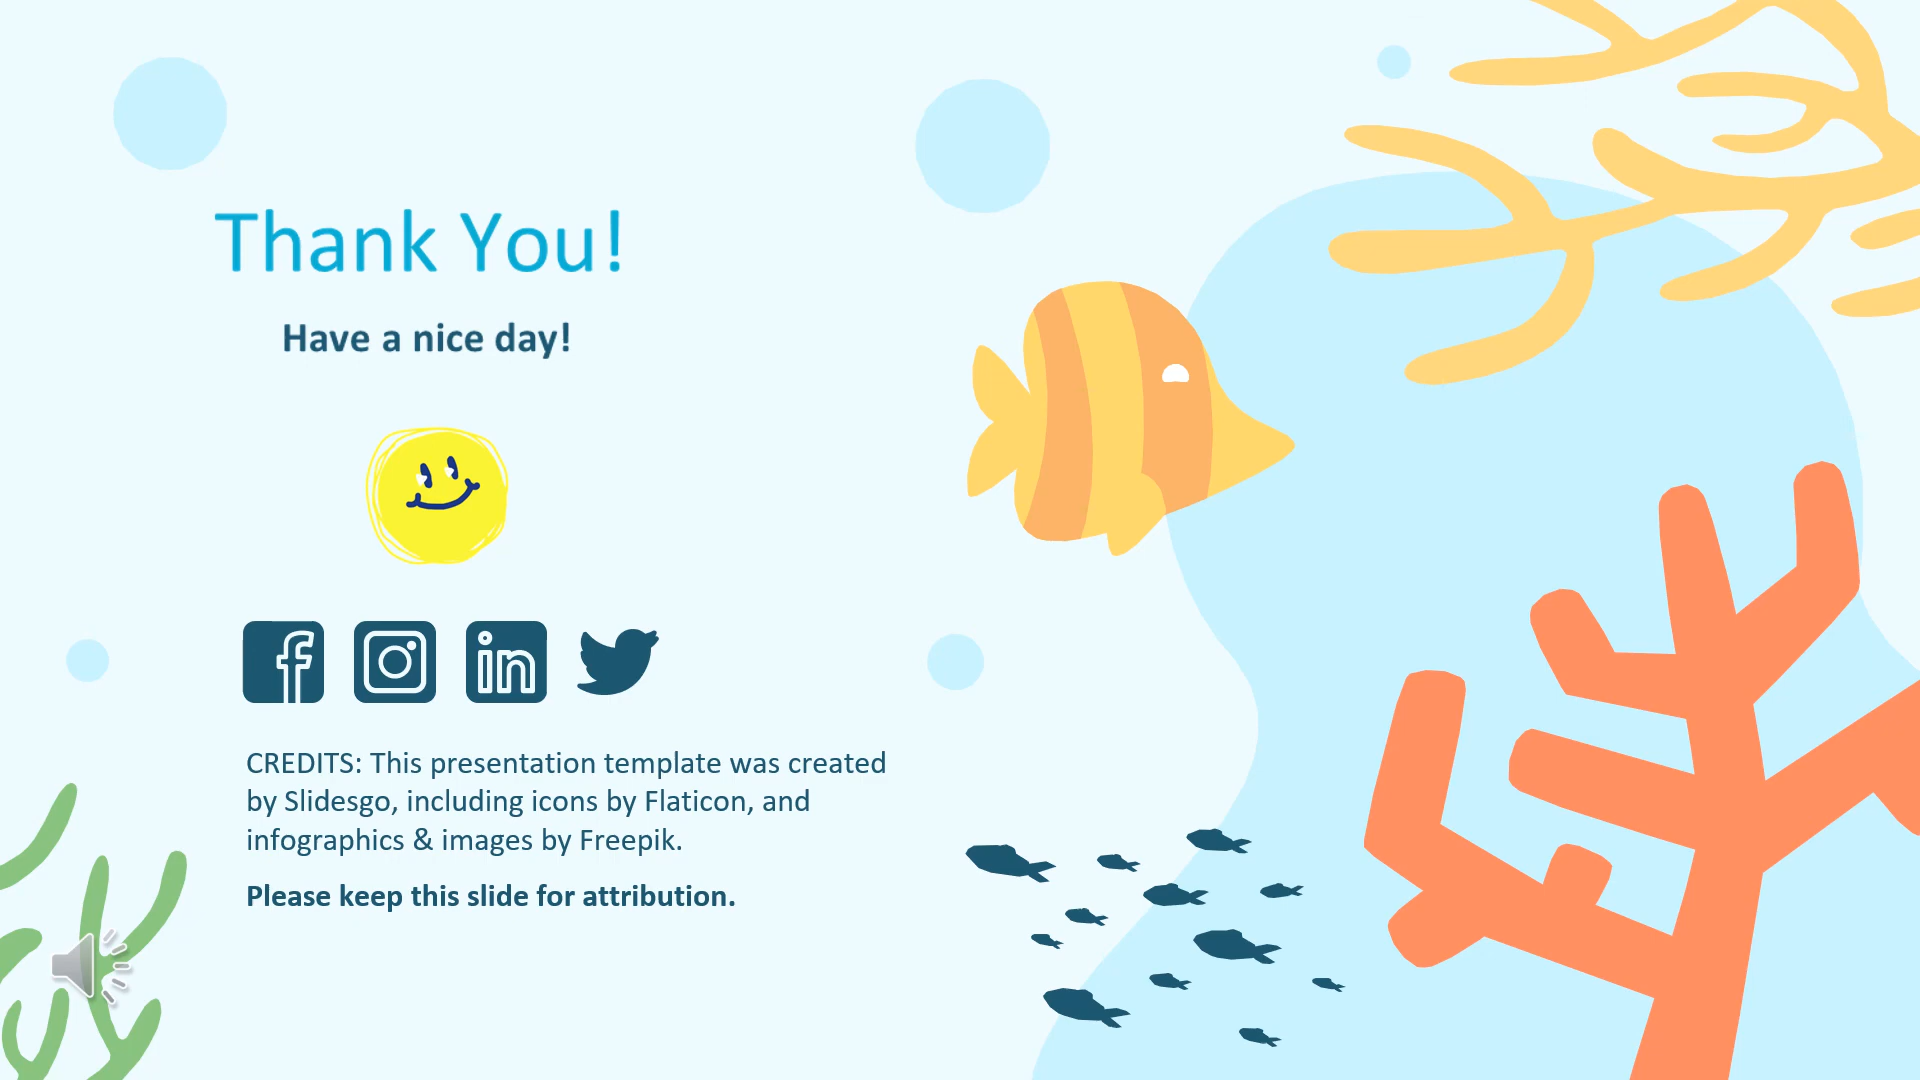 Thank You!
Have a nice day!
CREDITS: This presentation template was created
by Slidesgo, including icons by Flaticon, and
infographics & images by Freepik.
Please keep this slide for attribution.